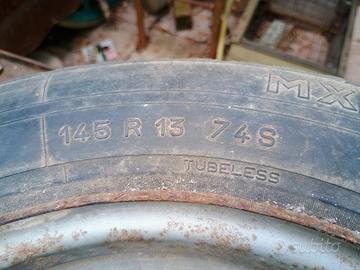 MX
145 R 13 74S
TUBELESS
subito